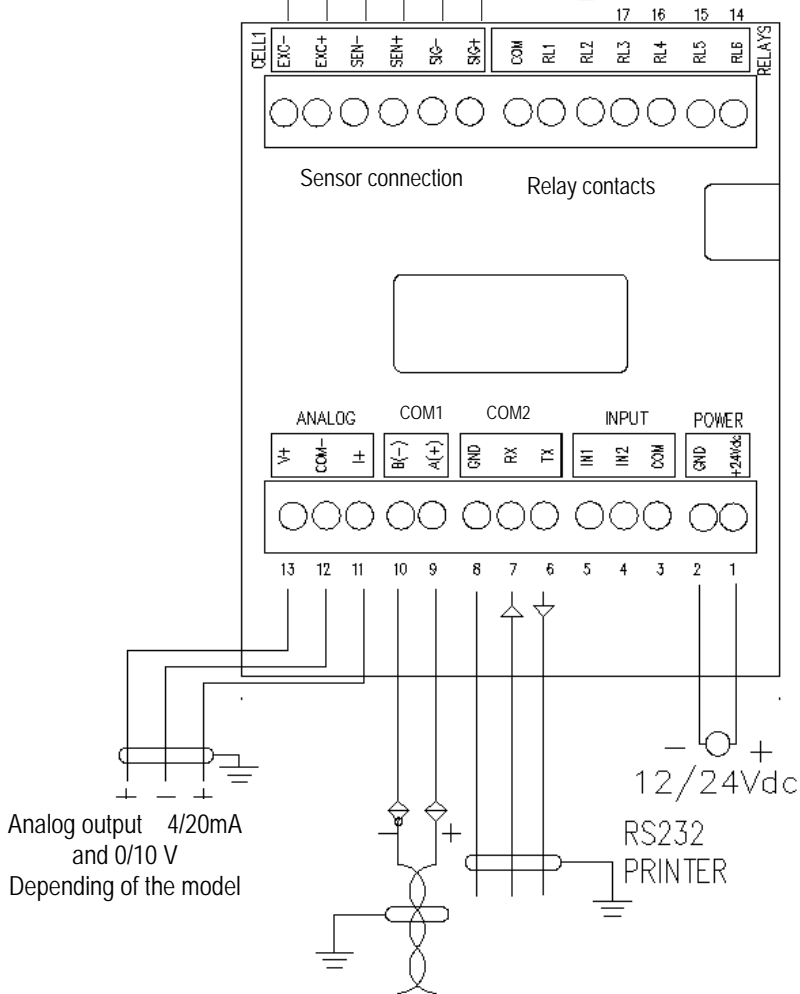 17 16 15 14
CELL1 EXC- EXC+ SEN- SEN+ SIG- SIG+ COM RL1 RL2 RL3 RL4 RL5 RL6 RELAYS
Sensor connection Relay contacts
ANALOG COM1 COM2 INPUT POWER
V+ COM- I+ B(-) A(+) GND RX TX IN1 IN2 COM GND +24Vdc
13 12 11 10 9 8 7 6 5 4 3 2 1
- +
12/24Vdc
+ - +
Analog output 4/20mA
and 0/10 V
Depending of the model
- +
RS232
PRINTER